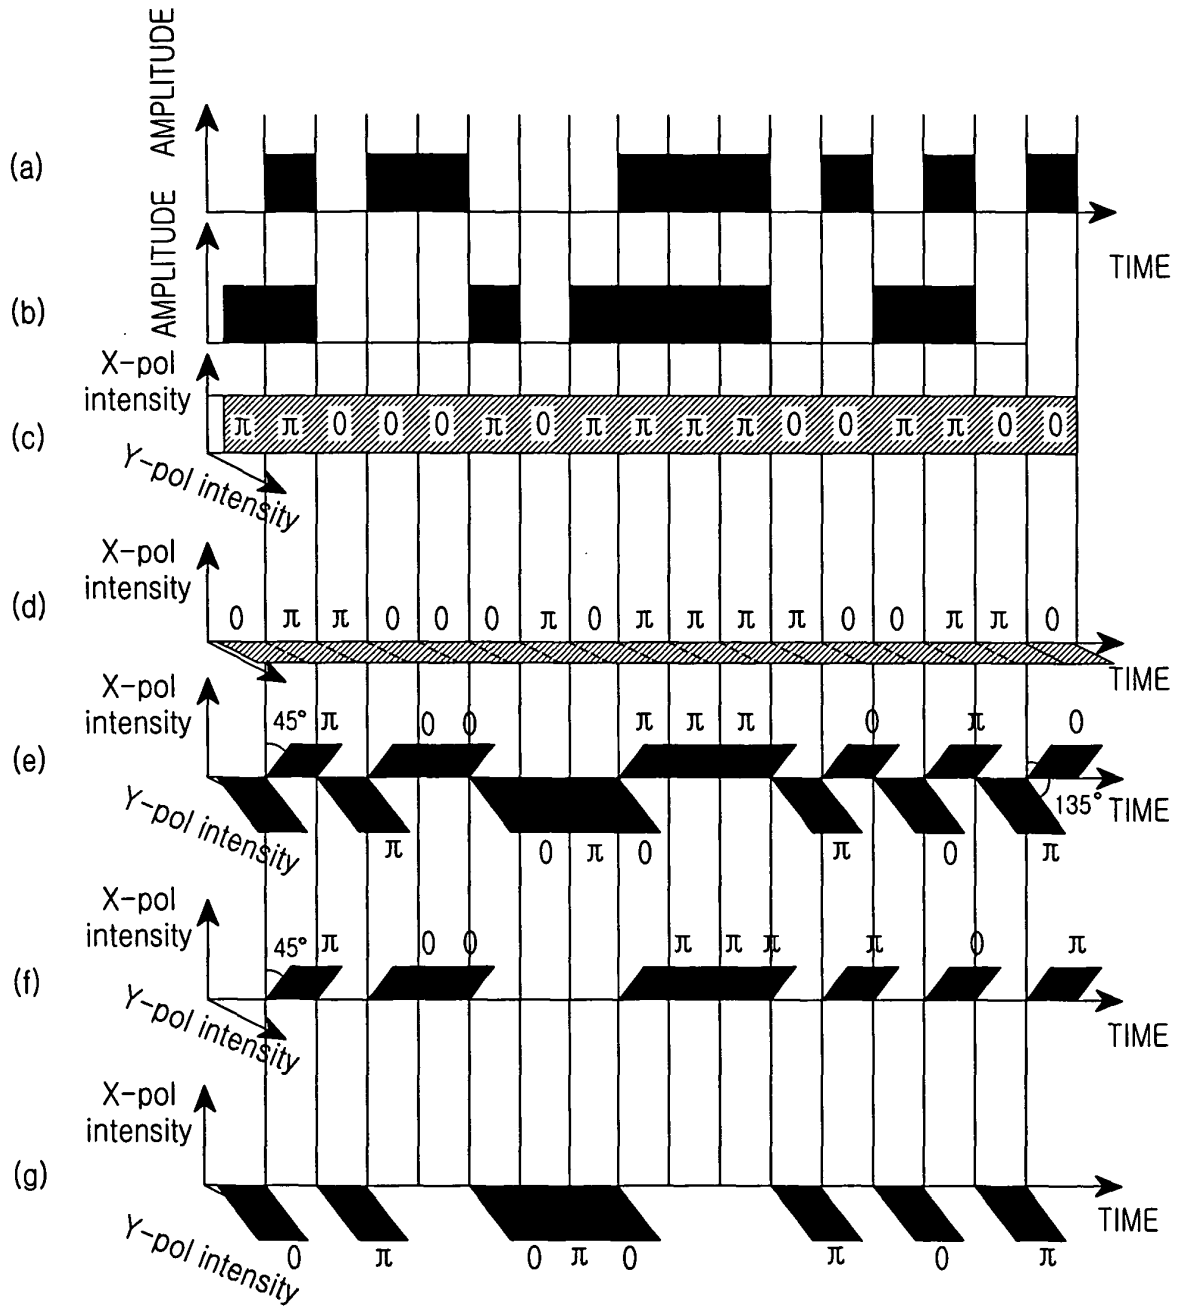 AMPLITUDE
(a)
TIME
AMPLITUDE
(b)
X-pol
intensity
(c)
π π 0 0 0 π 0 π π π π 0 0 π π 0 0
Y-pol intensity
X-pol
intensity
(d)
0 π π 0 0 0 π 0 π π π π 0 0 π π 0
TIME
X-pol
intensity
45° π 0 0 π π π 0 π 0
(e)
TIME
135°
Y-pol intensity
π 0 π 0 π 0 π
X-pol
intensity
45° π 0 0 π π π π 0 π
(f)
Y-pol intensity
TIME
X-pol
intensity
(g)
TIME
Y-pol intensity
0 π 0 π 0 π 0 π